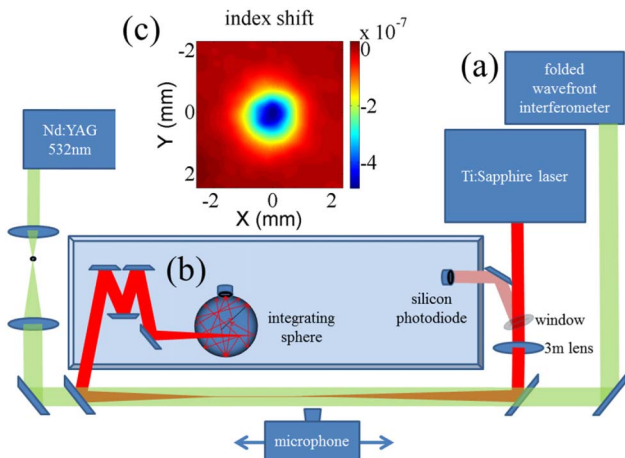 (c)
index shift
× 10⁻⁷
-2
0
2
Y (mm)
-2
0
2
X (mm)
0
-2
-4
(a)
folded
wavefront
interferometer
Nd:YAG
532nm
Ti:Sapphire laser
(b)
integrating
sphere
silicon
photodiode
window
3m lens
microphone